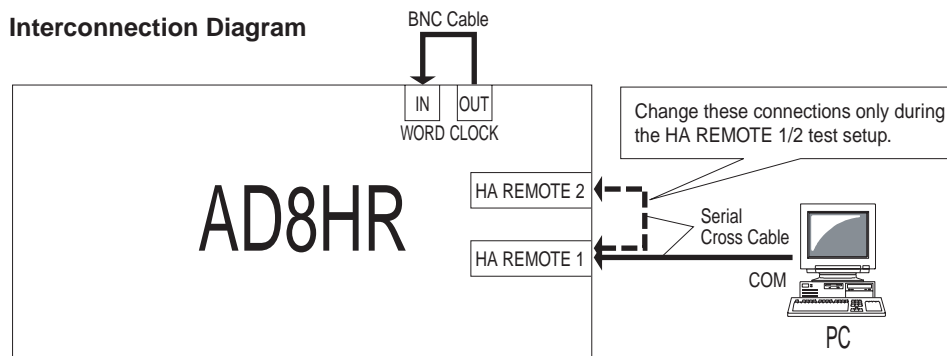 Interconnection Diagram
BNC Cable
IN
OUT
WORD CLOCK
Change these connections only during
the HA REMOTE 1/2 test setup.
AD8HR
HA REMOTE 2
Serial
Cross Cable
HA REMOTE 1
COM
PC